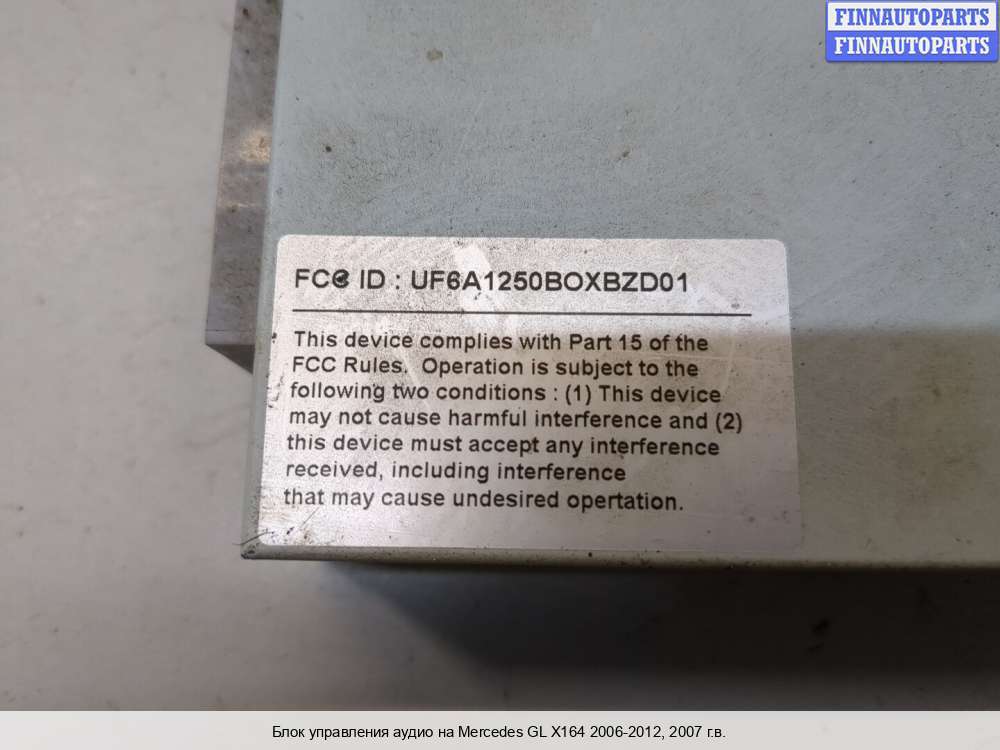 FINNAUTOPARTS
FINNAUTOPARTS
FCC ID : UF6A1250BOXBZD01
This device complies with Part 15 of the
FCC Rules. Operation is subject to the
following two conditions : (1) This device
may not cause harmful interference and (2)
this device must accept any interference
received, including interference
that may cause undesired opertation.
Блок управления аудио на Mercedes GL X164 2006-2012, 2007 г.в.